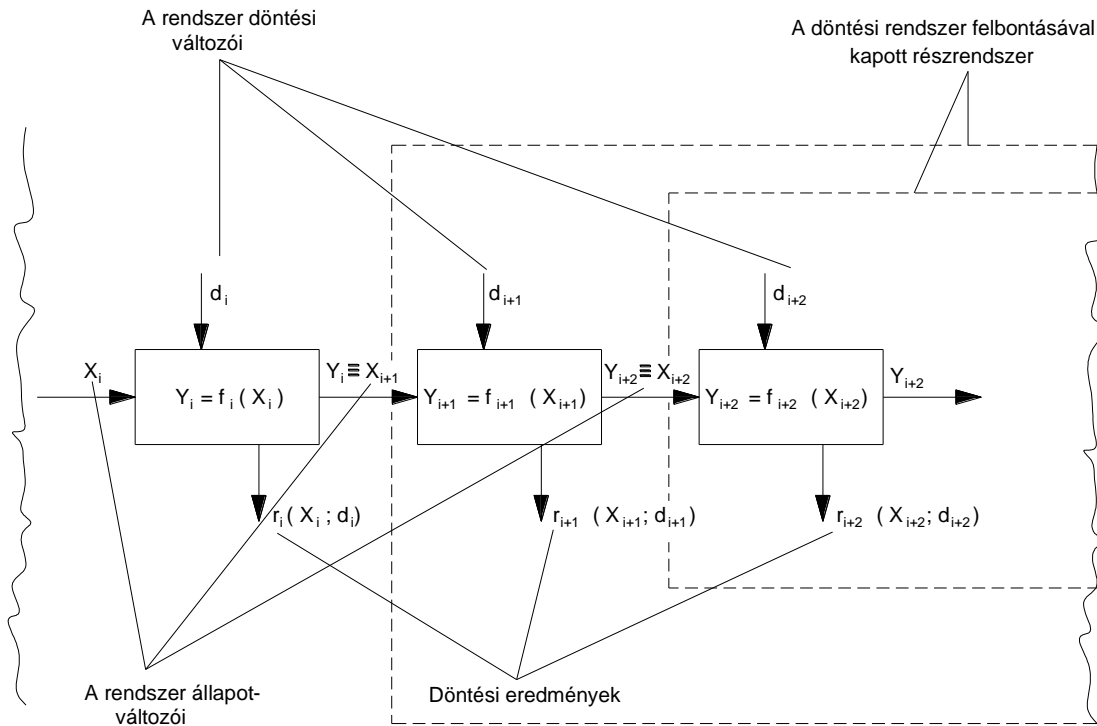 A rendszer döntési
változói
A döntési rendszer felbontásával
kapott részrendszer
d i
d i+1
d i+2
X i
Y i ≡ X i+1
Y i+2 ≡ X i+2
Y i+2
Y i = f i ( X i )
Y i+1 = f i+1 ( X i+1 )
Y i+2 = f i+2 ( X i+2 )
r i ( X i ; d i )
r i+1 ( X i+1 ; d i+1 )
r i+2 ( X i+2 ; d i+2 )
A rendszer állapot-
változói
Döntési eredmények